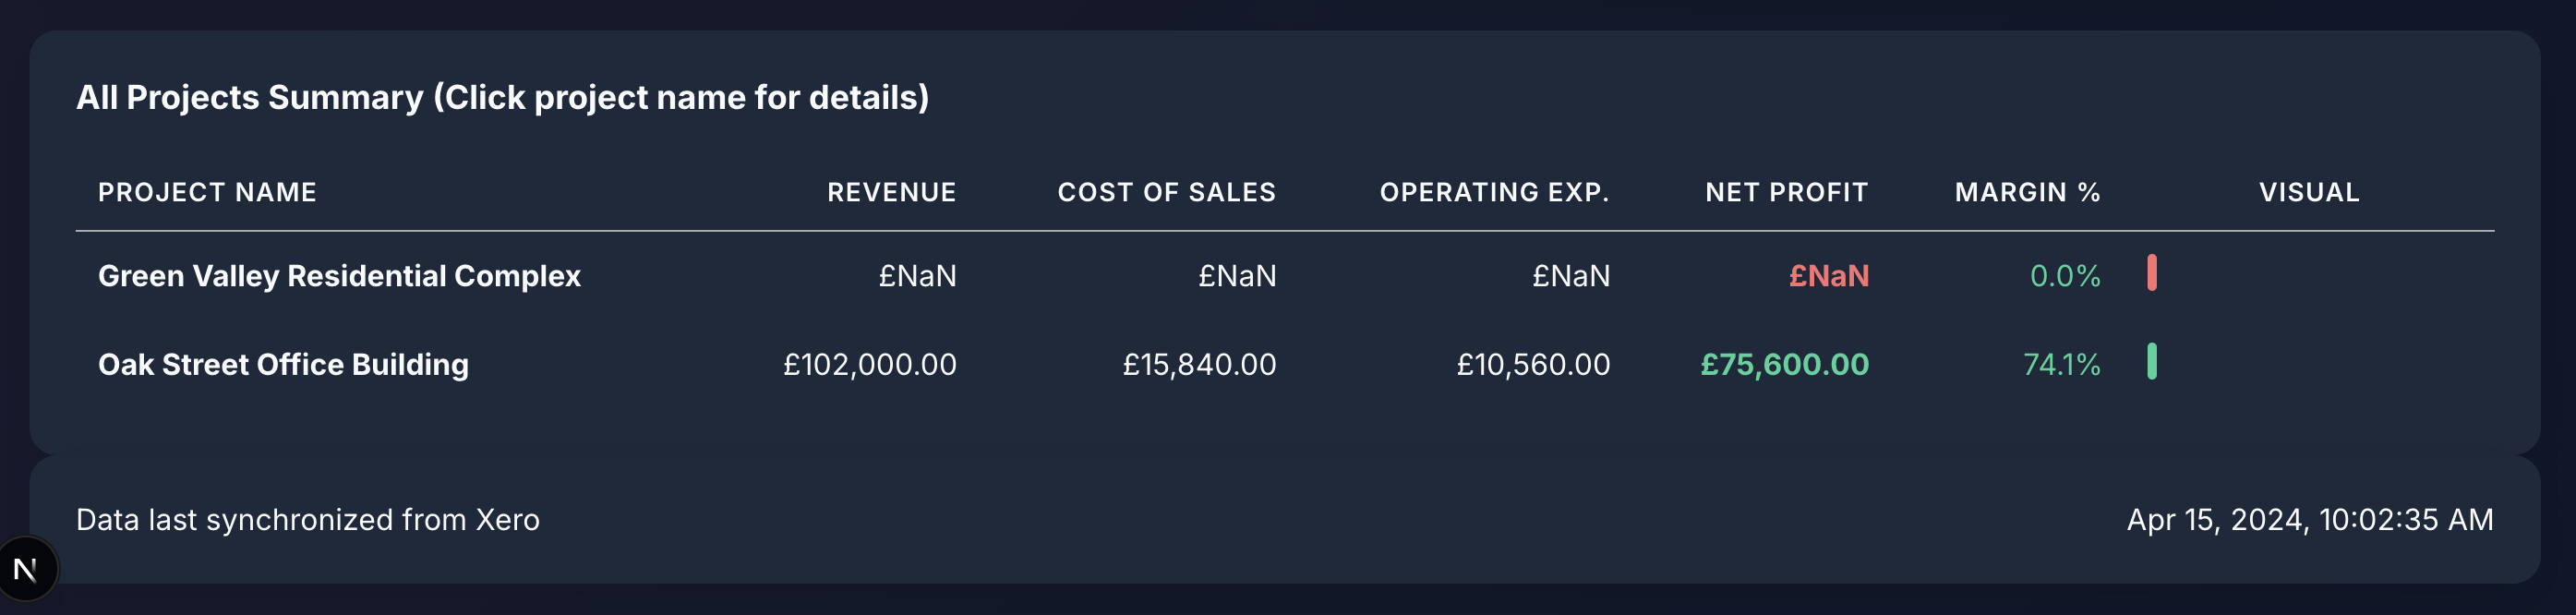 All Projects Summary (Click project name for details)
PROJECT NAME REVENUE COST OF SALES OPERATING EXP. NET PROFIT MARGIN % VISUAL
Green Valley Residential Complex £NaN £NaN £NaN £NaN 0.0%
Oak Street Office Building £102,000.00 £15,840.00 £10,560.00 £75,600.00 74.1%
Data last synchronized from Xero Apr 15, 2024, 10:02:35 AM
N